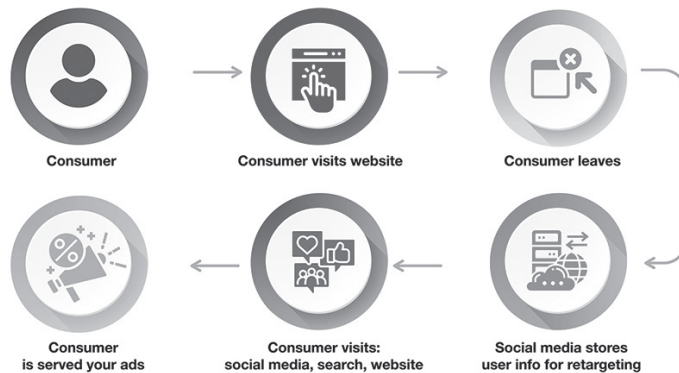 Consumer
Consumer visits website
Consumer leaves
Consumer
is served your ads
Consumer visits:
social media, search, website
Social media stores
user info for retargeting